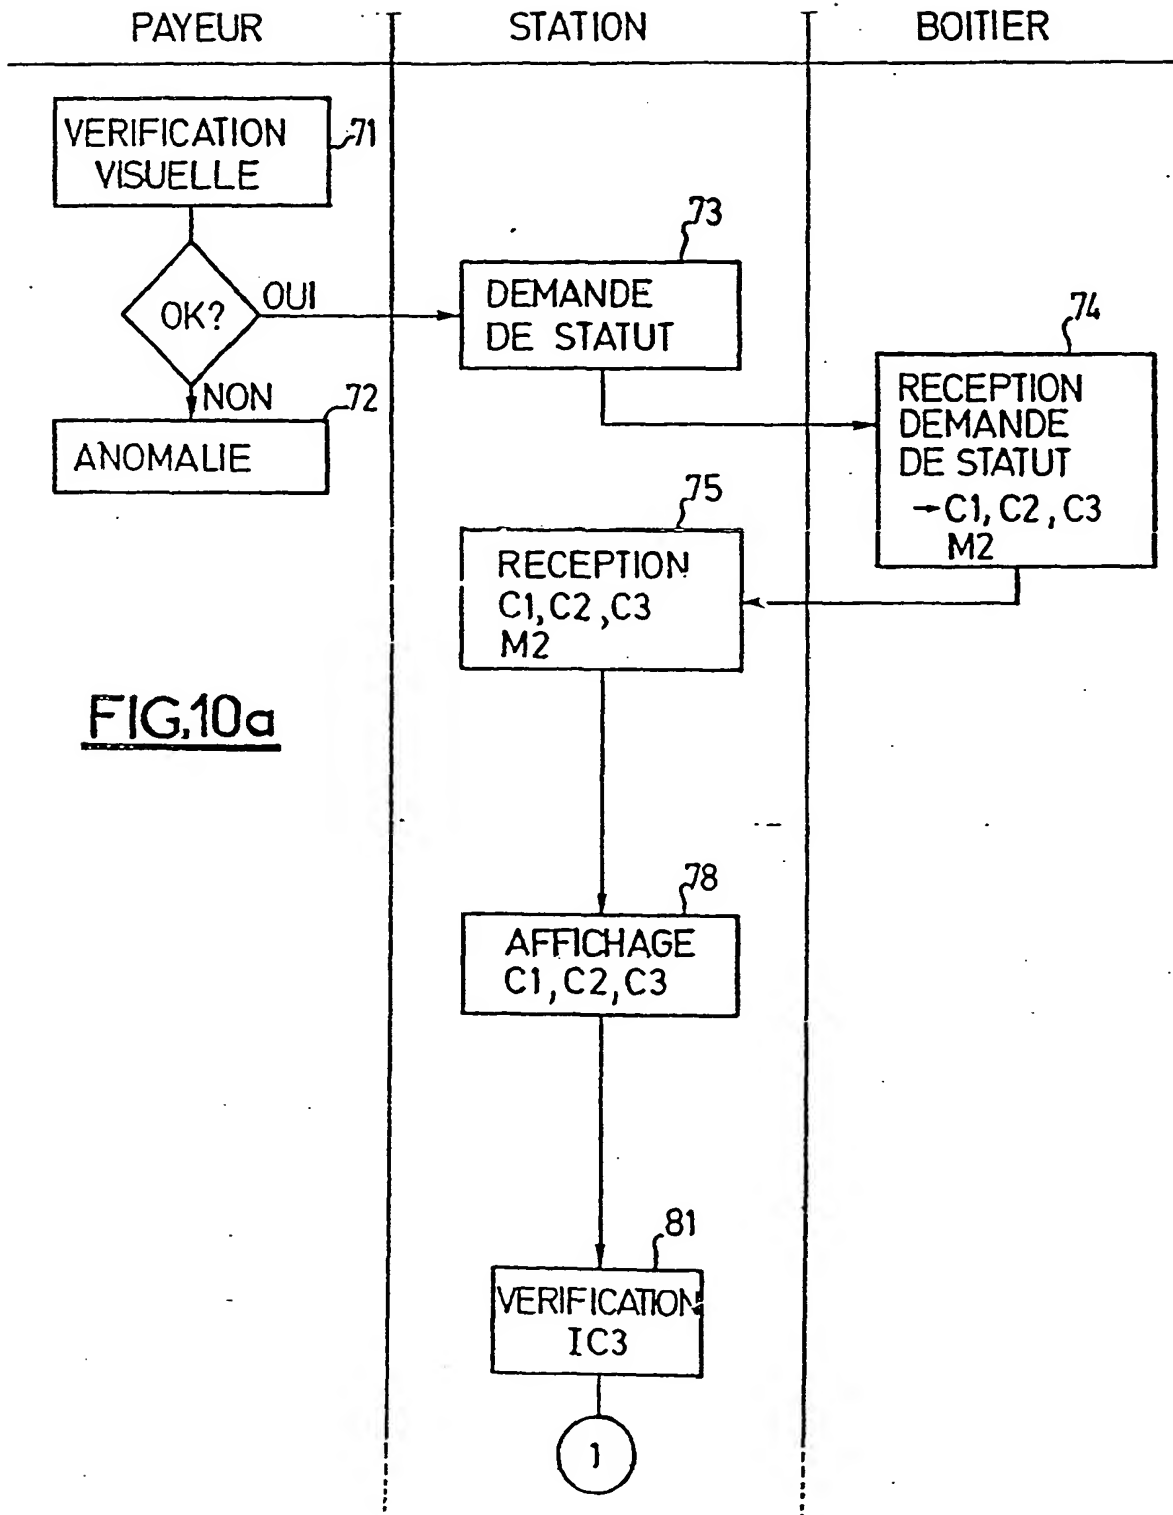 PAYEUR
STATION
BOITIER
VERIFICATION
VISUELLE
71
OK?
OUI
NON
72
ANOMALIE
73
DEMANDE
DE STATUT
74
RECEPTION
DEMANDE
DE STATUT
→C1, C2, C3
M2
75
RECEPTION
C1, C2, C3
M2
FIG.10a
78
AFFICHAGE
C1, C2, C3
81
VERIFICATION
IC3
1